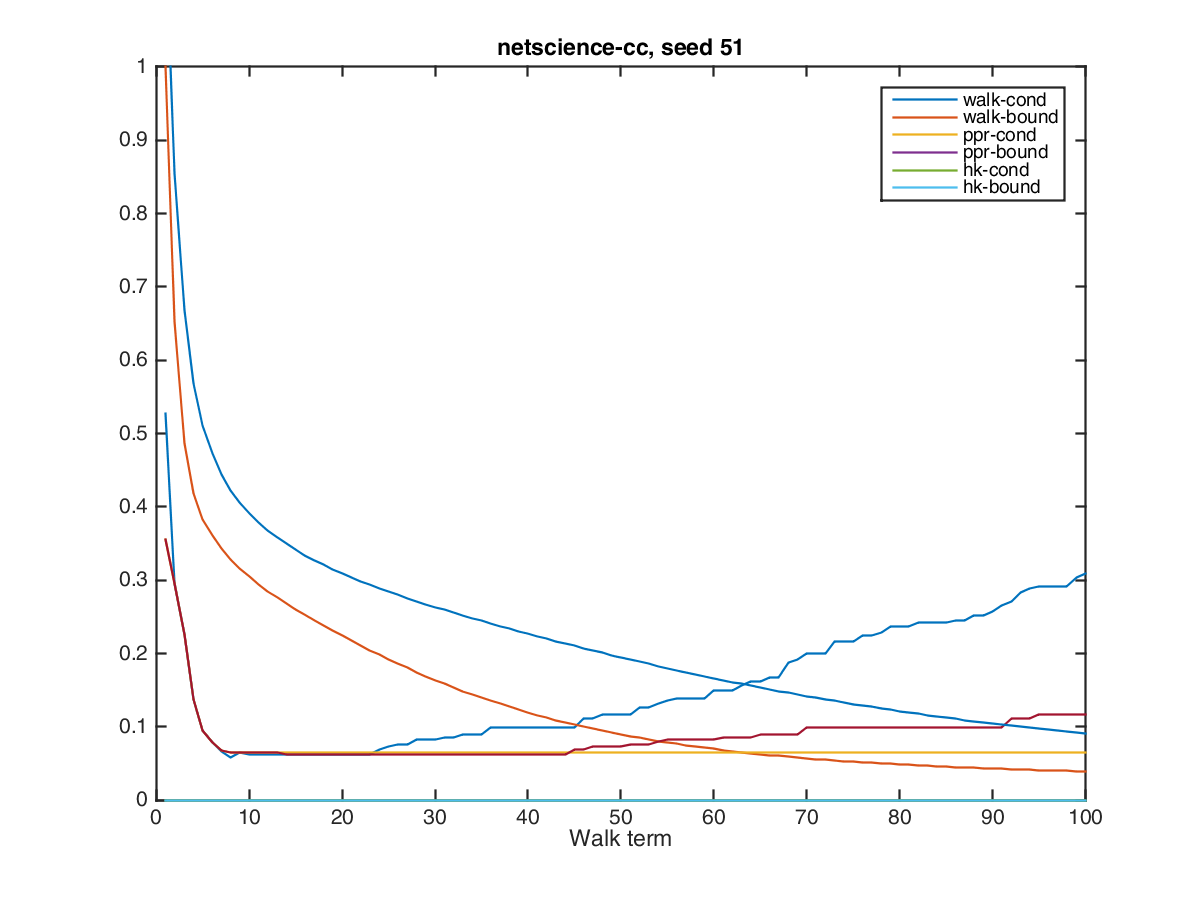 netscience-cc, seed 51
1
0.9
0.8
0.7
0.6
0.5
0.4
0.3
0.2
0.1
0
walk-cond
walk-bound
ppr-cond
ppr-bound
hk-cond
hk-bound
0 10 20 30 40 50 60 70 80 90 100
Walk term